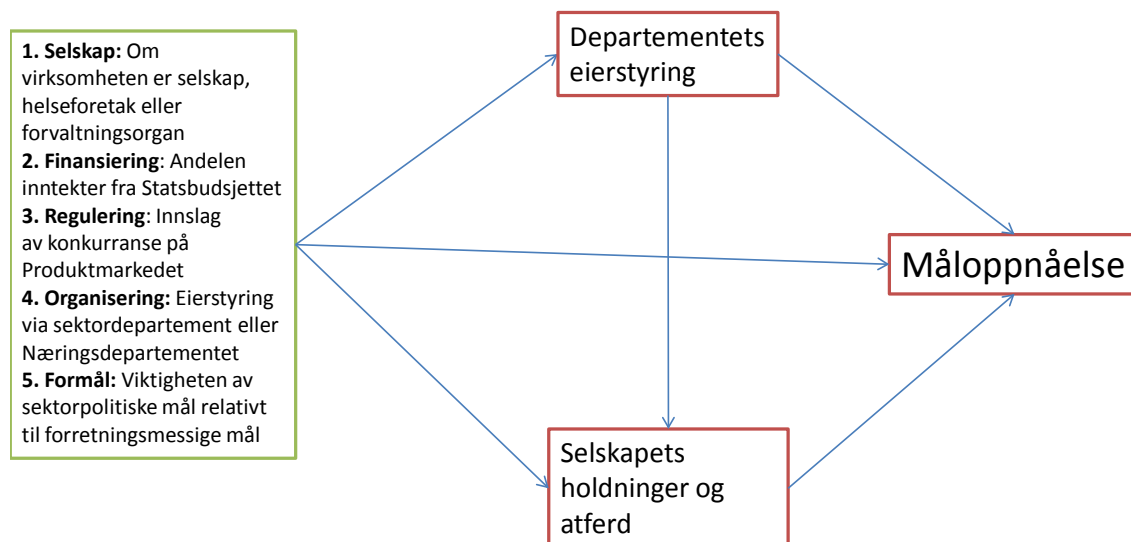 1. Selskap: Om
virksomheten er selskap,
helseforetak eller
forvaltningsorgan
2. Finansiering: Andelen
inntekter fra Statsbudsjettet
3. Regulering: Innslag
av konkurranse på
Produktmarkedet
4. Organisering: Eierstyring
via sektordepartement eller
Næringsdepartementet
5. Formål: Viktigheten av
sektorpolitiske mål relativt
til forretningsmessige mål
Departementets
eierstyring
Måloppnåelse
Selskapets
holdninger og
atferd